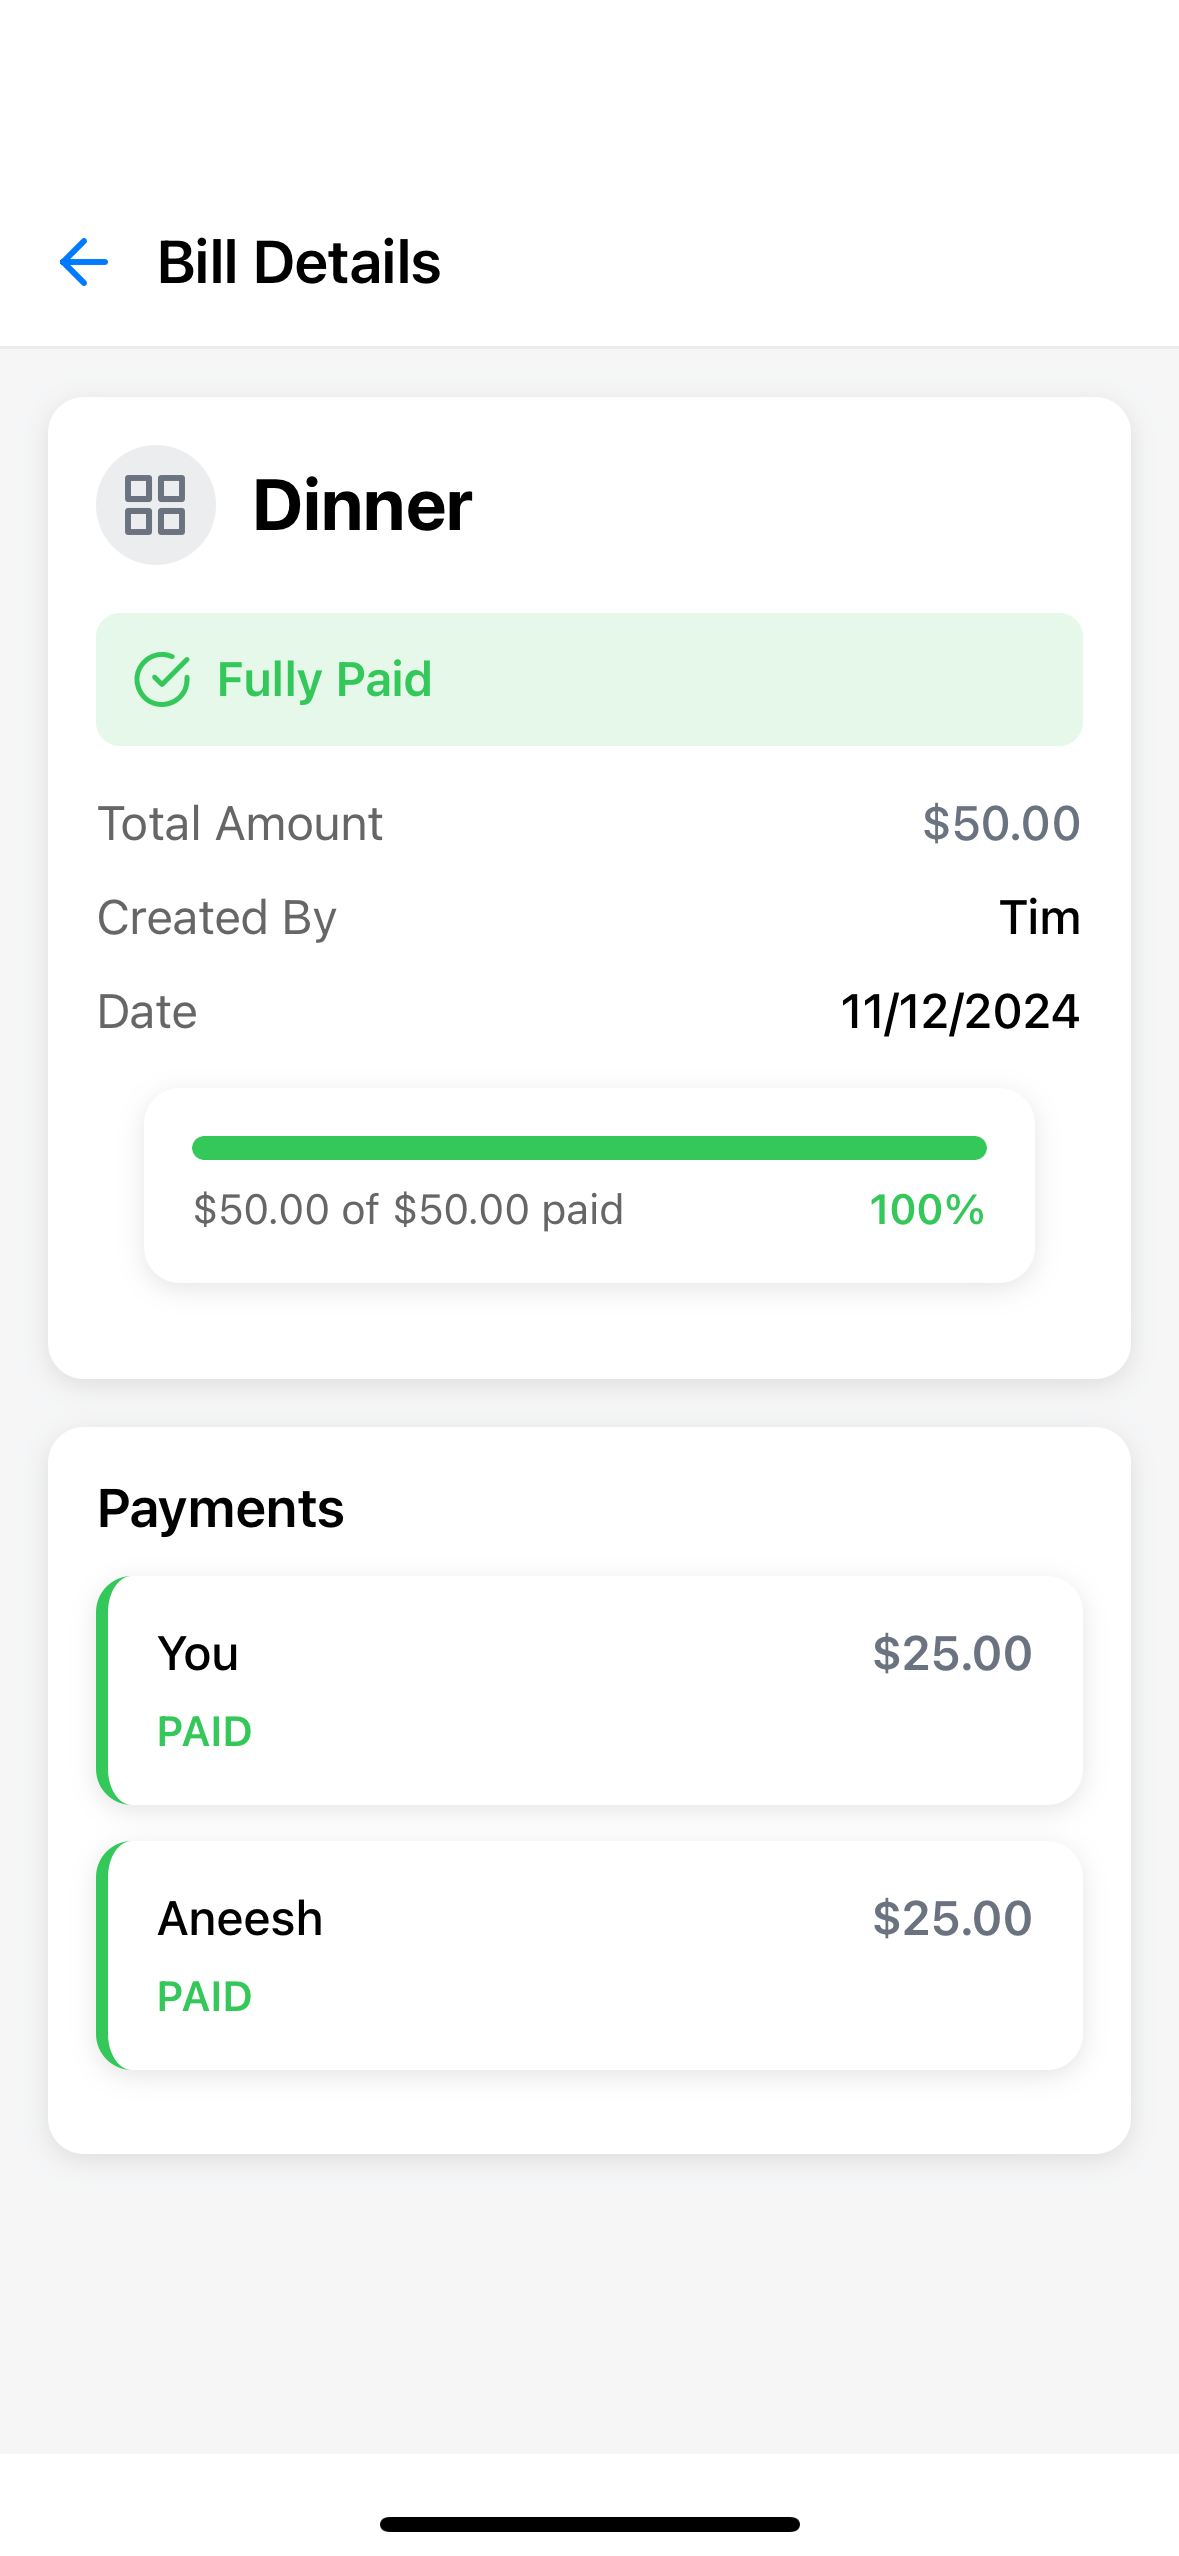 Bill Details
Dinner
Fully Paid
Total Amount $50.00
Created By Tim
Date 11/12/2024
$50.00 of $50.00 paid 100%
Payments
You $25.00
PAID
Aneesh $25.00
PAID